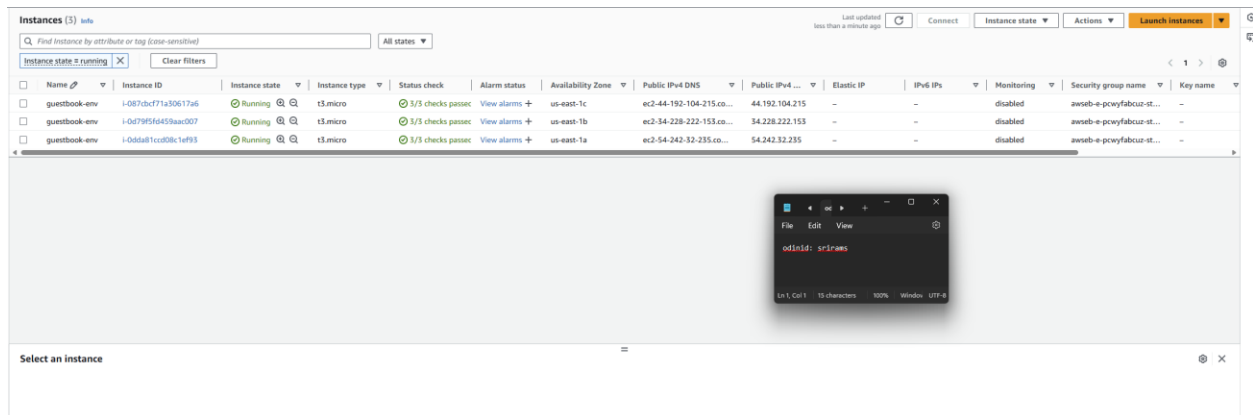 Instances (3) Info
Last updated
less than a minute ago
Connect
Instance state
Actions
Launch instances
Find Instance by attribute or tag (case-sensitive)
All states
Instance state = running
Clear filters
1
Name Instance ID Instance state Instance type Status check Alarm status Availability Zone Public IPv4 DNS Public IPv4 ... Elastic IP IPv6 IPs Monitoring Security group name Key name
guestbook-env i-087cbcf71a30617a6 Running t3.micro 3/3 checks passec View alarms + us-east-1c ec2-44-192-104-215.co... 44.192.104.215 – – disabled awseb-e-pcwyfabcuz-st... –
guestbook-env i-0d79f5fd459aac007 Running t3.micro 3/3 checks passec View alarms + us-east-1b ec2-34-228-222-153.co... 34.228.222.153 – – disabled awseb-e-pcwyfabcuz-st... –
guestbook-env i-0dda81ccd08c1ef93 Running t3.micro 3/3 checks passec View alarms + us-east-1a ec2-54-242-32-235.co... 54.242.32.235 – – disabled awseb-e-pcwyfabcuz-st... –
File Edit View
odinid: srirams
Ln 1, Col 1 15 characters 100% Window UTF-8
Select an instance